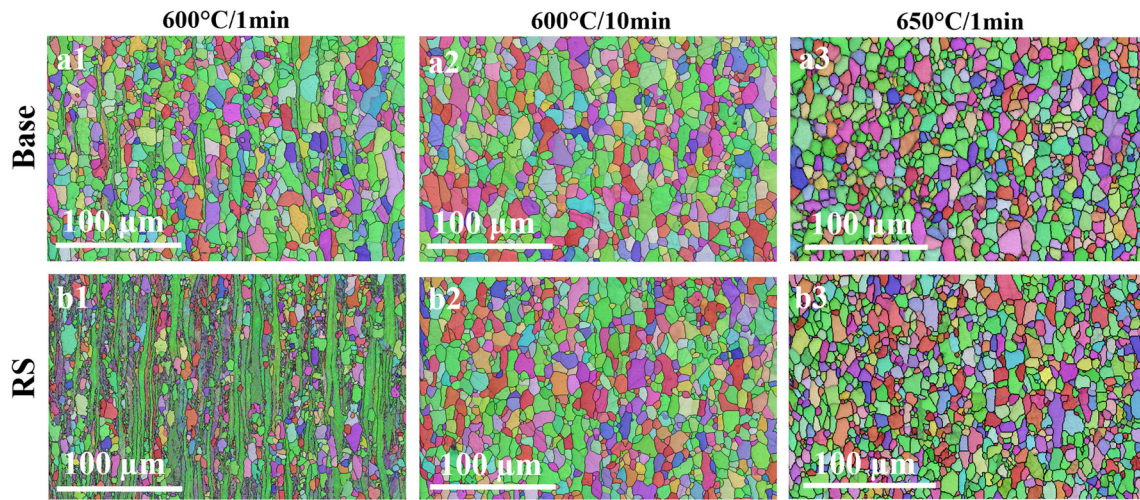 600°C/1min 600°C/10min 650°C/1min
Base
a1 a2 a3
100 µm 100 µm 100 µm
RS
b1 b2 b3
100 µm 100 µm 100 µm